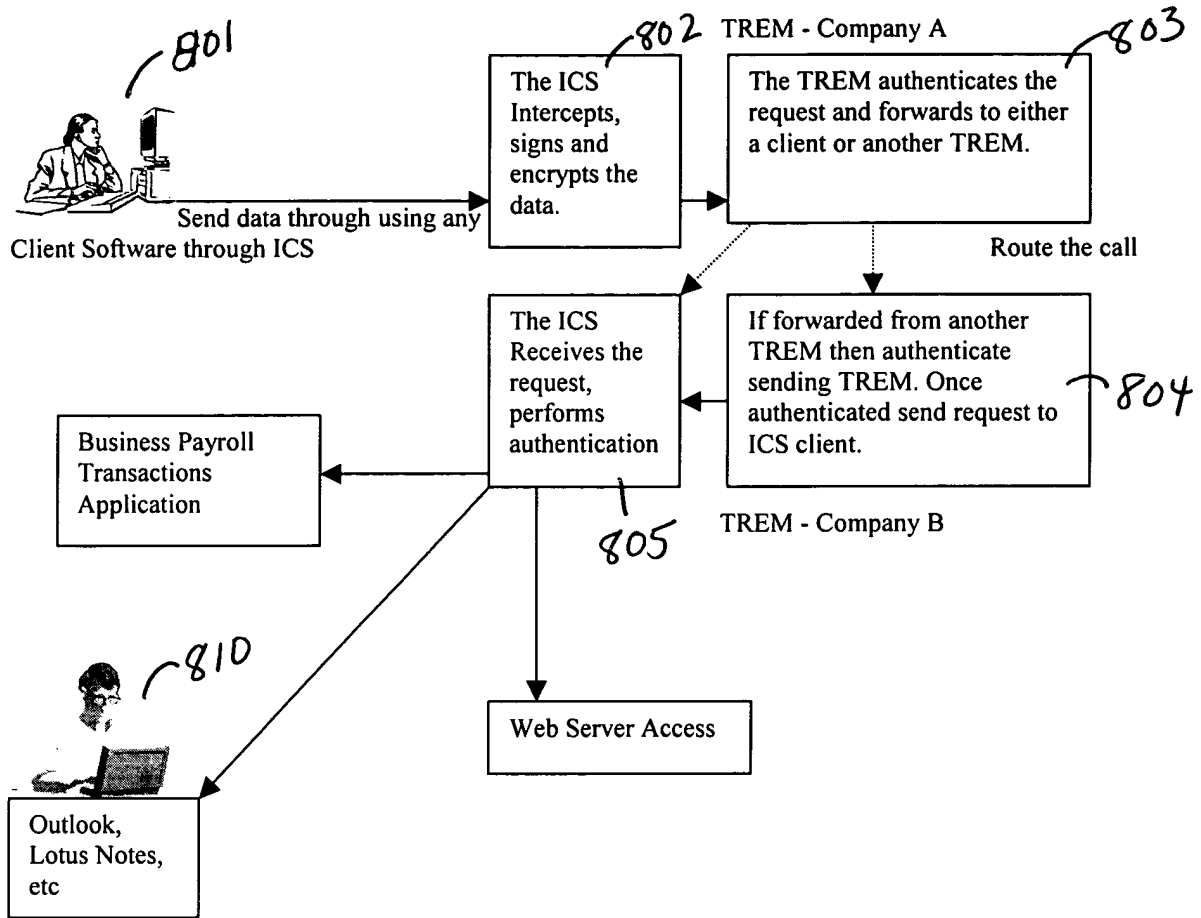 801
802
TREM - Company A
803
The ICS
Intercepts,
signs and
encrypts the
data.
The TREM authenticates the
request and forwards to either
a client or another TREM.
Send data through using any
Client Software through ICS
Route the call
The ICS
Receives the
request,
performs
authentication
If forwarded from another
TREM then authenticate
sending TREM. Once
authenticated send request to
ICS client.
804
Business Payroll
Transactions
Application
805
TREM - Company B
810
Web Server Access
Outlook,
Lotus Notes,
etc